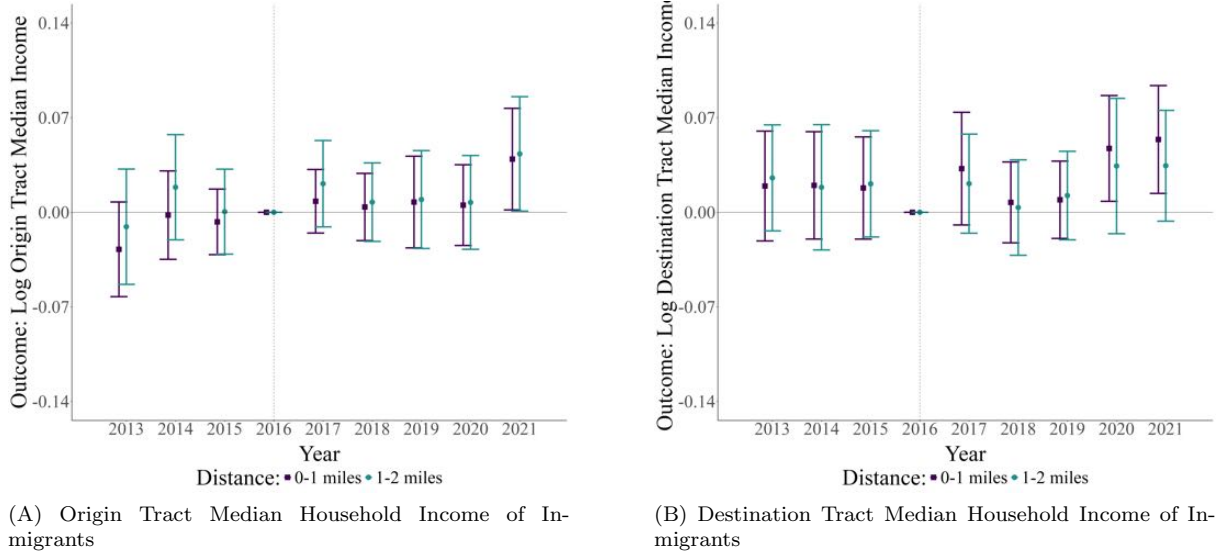 Outcome: Log Origin Tract Median Income
0.14
0.07
0.00
-0.07
-0.14
2013 2014 2015 2016 2017 2018 2019 2020 2021
Year
Distance: 0-1 miles 1-2 miles
(A) Origin Tract Median Household Income of In-
migrants
Outcome: Log Destination Tract Median Income
0.14
0.07
0.00
-0.07
-0.14
2013 2014 2015 2016 2017 2018 2019 2020 2021
Year
Distance: 0-1 miles 1-2 miles
(B) Destination Tract Median Household Income of In-
migrants